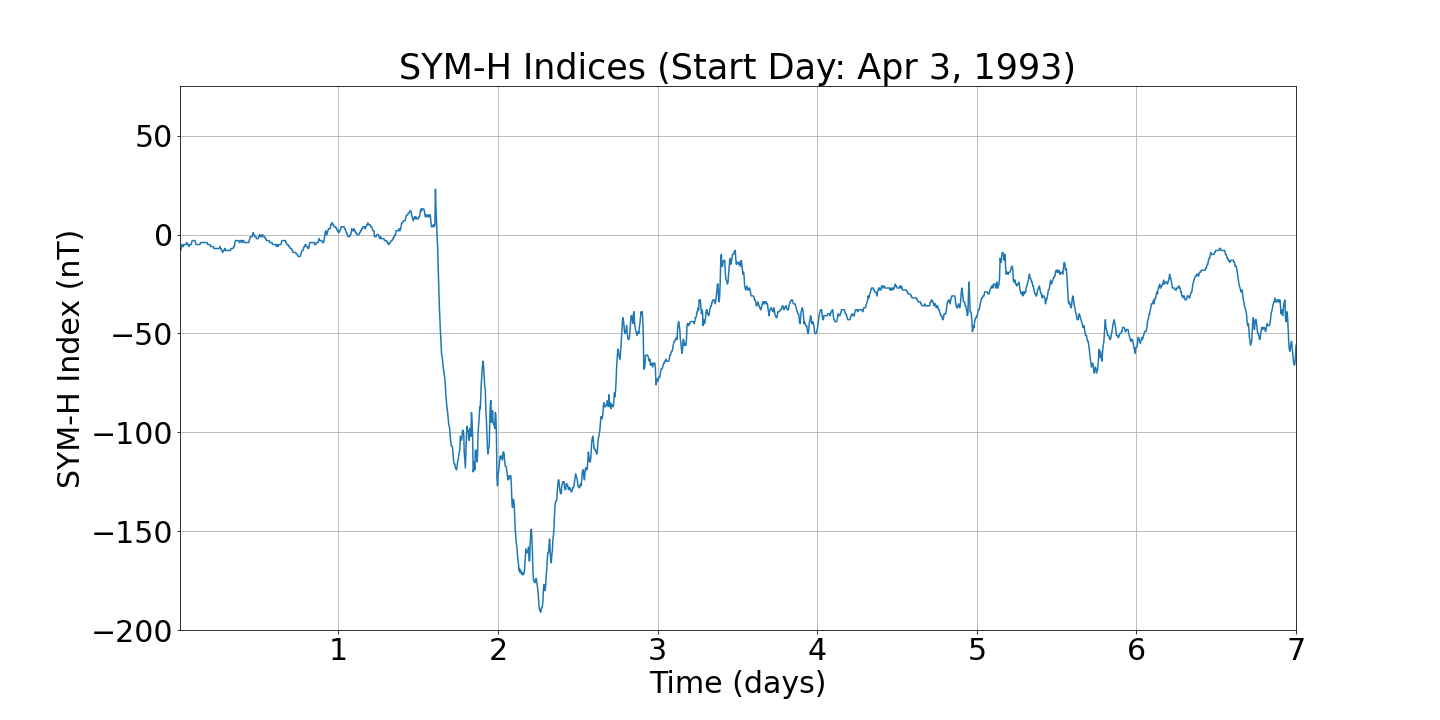 SYM-H Indices (Start Day: Apr 3, 1993)
50
0
−50
−100
−150
−200
SYM-H Index (nT)
1 2 3 4 5 6 7
Time (days)